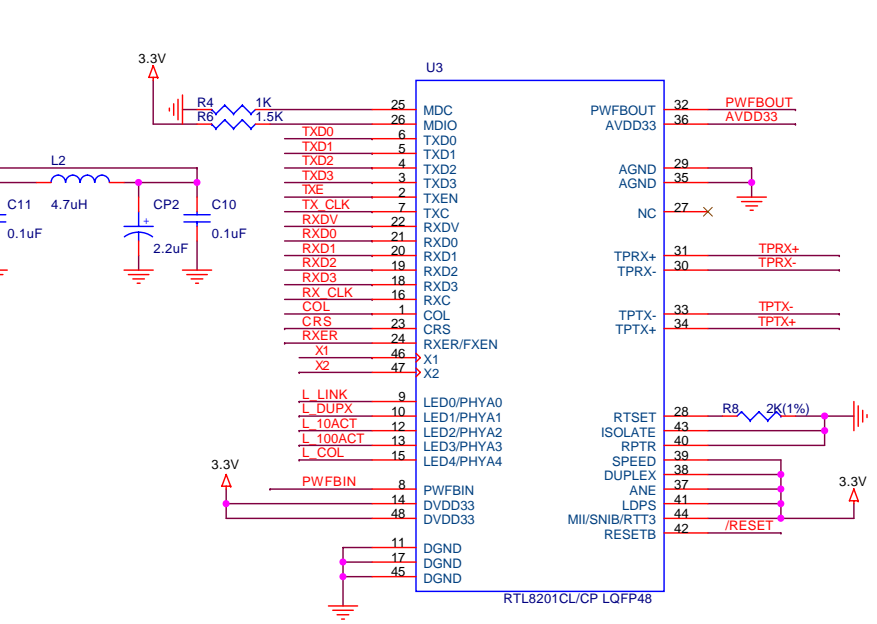 3.3V
U3
R4 1K
R6 1.5K
25 MDC
26 MDIO
TXD0 6 TXD0
TXD1 5 TXD1
TXD2 4 TXD2
TXD3 3 TXD3
TXE 2 TXEN
TX_CLK 7 TXC
RXDV 22 RXDV
RXD0 21 RXD0
RXD1 20 RXD1
RXD2 19 RXD2
RXD3 18 RXD3
RX_CLK 16 RXC
COL 1 COL
CRS 23 CRS
RXER 24 RXER/FXEN
X1 46 X1
X2 47 X2
L_LINK 9 LED0/PHYA0
L_DUPX 10 LED1/PHYA1
L_10ACT 12 LED2/PHYA2
L_100ACT 13 LED3/PHYA3
L_COL 15 LED4/PHYA4
3.3V
PWFBIN 8 PWFBIN
14 DVDD33
48 DVDD33
11 DGND
17 DGND
45 DGND
L2
4.7uH
C11
0.1uF
CP2
+
2.2uF
C10
0.1uF
PWFBOUT 32 PWFBOUT
AVDD33 36 AVDD33
AGND 29
AGND 35
NC 27
TPRX+ 31 TPRX+
TPRX- 30 TPRX-
TPTX- 33 TPTX-
TPTX+ 34 TPTX+
RTSET 28 R8 2K(1%)
ISOLATE 43
RPTR 40
SPEED 39
DUPLEX 38
ANE 37
LDPS 41
MII/SNIB/RTT3 44
RESETB 42 /RESET
3.3V
RTL8201CL/CP LQFP48